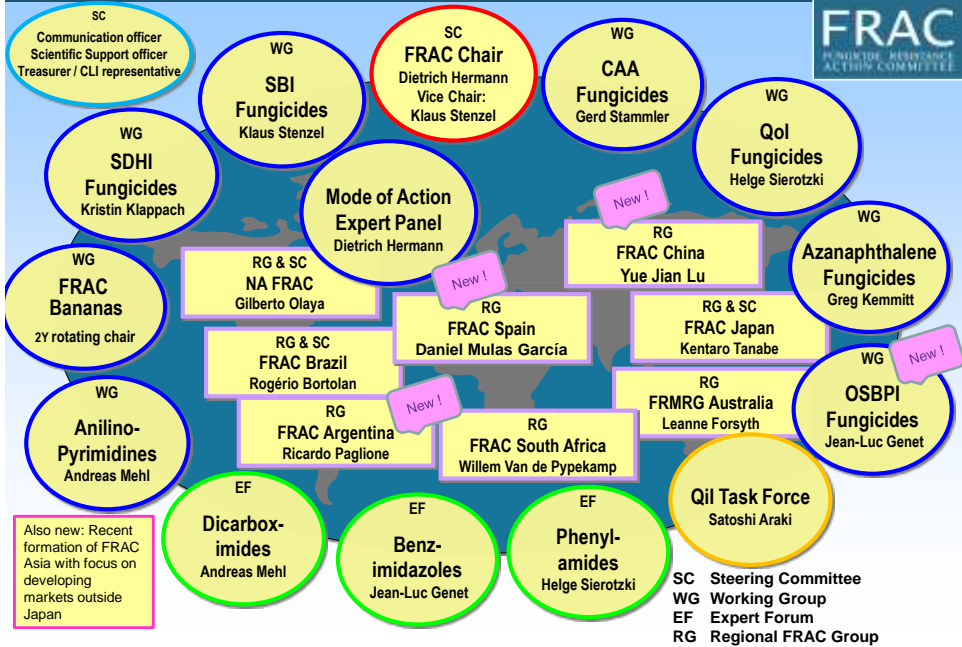 SC
Communication officer
Scientific Support officer
Treasurer / CLI representative
WG
SBI
Fungicides
Klaus Stenzel
SC
FRAC Chair
Dietrich Hermann
Vice Chair:
Klaus Stenzel
WG
CAA
Fungicides
Gerd Stammler
FRAC
FUNGICIDE RESISTANCE
ACTION COMMITTEE
WG
QoI
Fungicides
Helge Sierotzki
WG
SDHI
Fungicides
Kristin Klappach
Mode of Action
Expert Panel
Dietrich Hermann
New !
RG
FRAC China
Yue Jian Lu
WG
Azanaphthalene
Fungicides
Greg Kemmitt
WG
FRAC
Bananas
2Y rotating chair
RG & SC
NA FRAC
Gilberto Olaya
New !
RG
FRAC Spain
Daniel Mulas García
RG & SC
FRAC Japan
Kentaro Tanabe
RG & SC
FRAC Brazil
Rogério Bortolan
New !
WG
OSBPI
Fungicides
Jean-Luc Genet
RG
FRMRG Australia
Leanne Forsyth
WG
Anilino-
Pyrimidines
Andreas Mehl
RG
FRAC Argentina
Ricardo Paglione
New !
RG
FRAC South Africa
Willem Van de Pypekamp
QiI Task Force
Satoshi Araki
EF
Dicarbox-
imides
Andreas Mehl
EF
Benz-
imidazoles
Jean-Luc Genet
EF
Phenyl-
amides
Helge Sierotzki
Also new: Recent
formation of FRAC
Asia with focus on
developing
markets outside
Japan
SC Steering Committee
WG Working Group
EF Expert Forum
RG Regional FRAC Group